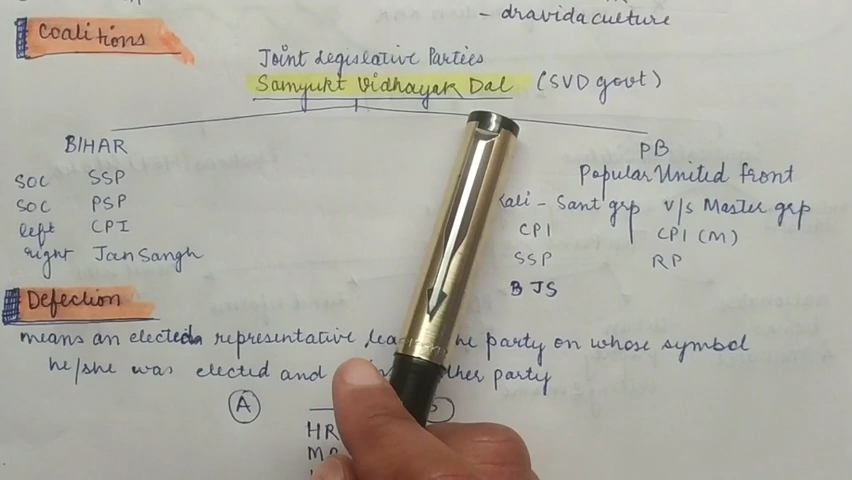 - dravida culture
Coalitions
Joint Legislative Parties
Samyukt Vidhayak Dal (SVD govt)
BIHAR
SOC SSP
SOC PSP
left CPI
right Jan Sangh
PB
Popular United front
kali - Sant grp v/s Master grp
CPI CPI (M)
SSP RP
BJS
Defection
means an elected representative lea he party on whose symbol
he/she was elected and ther party
A
HR